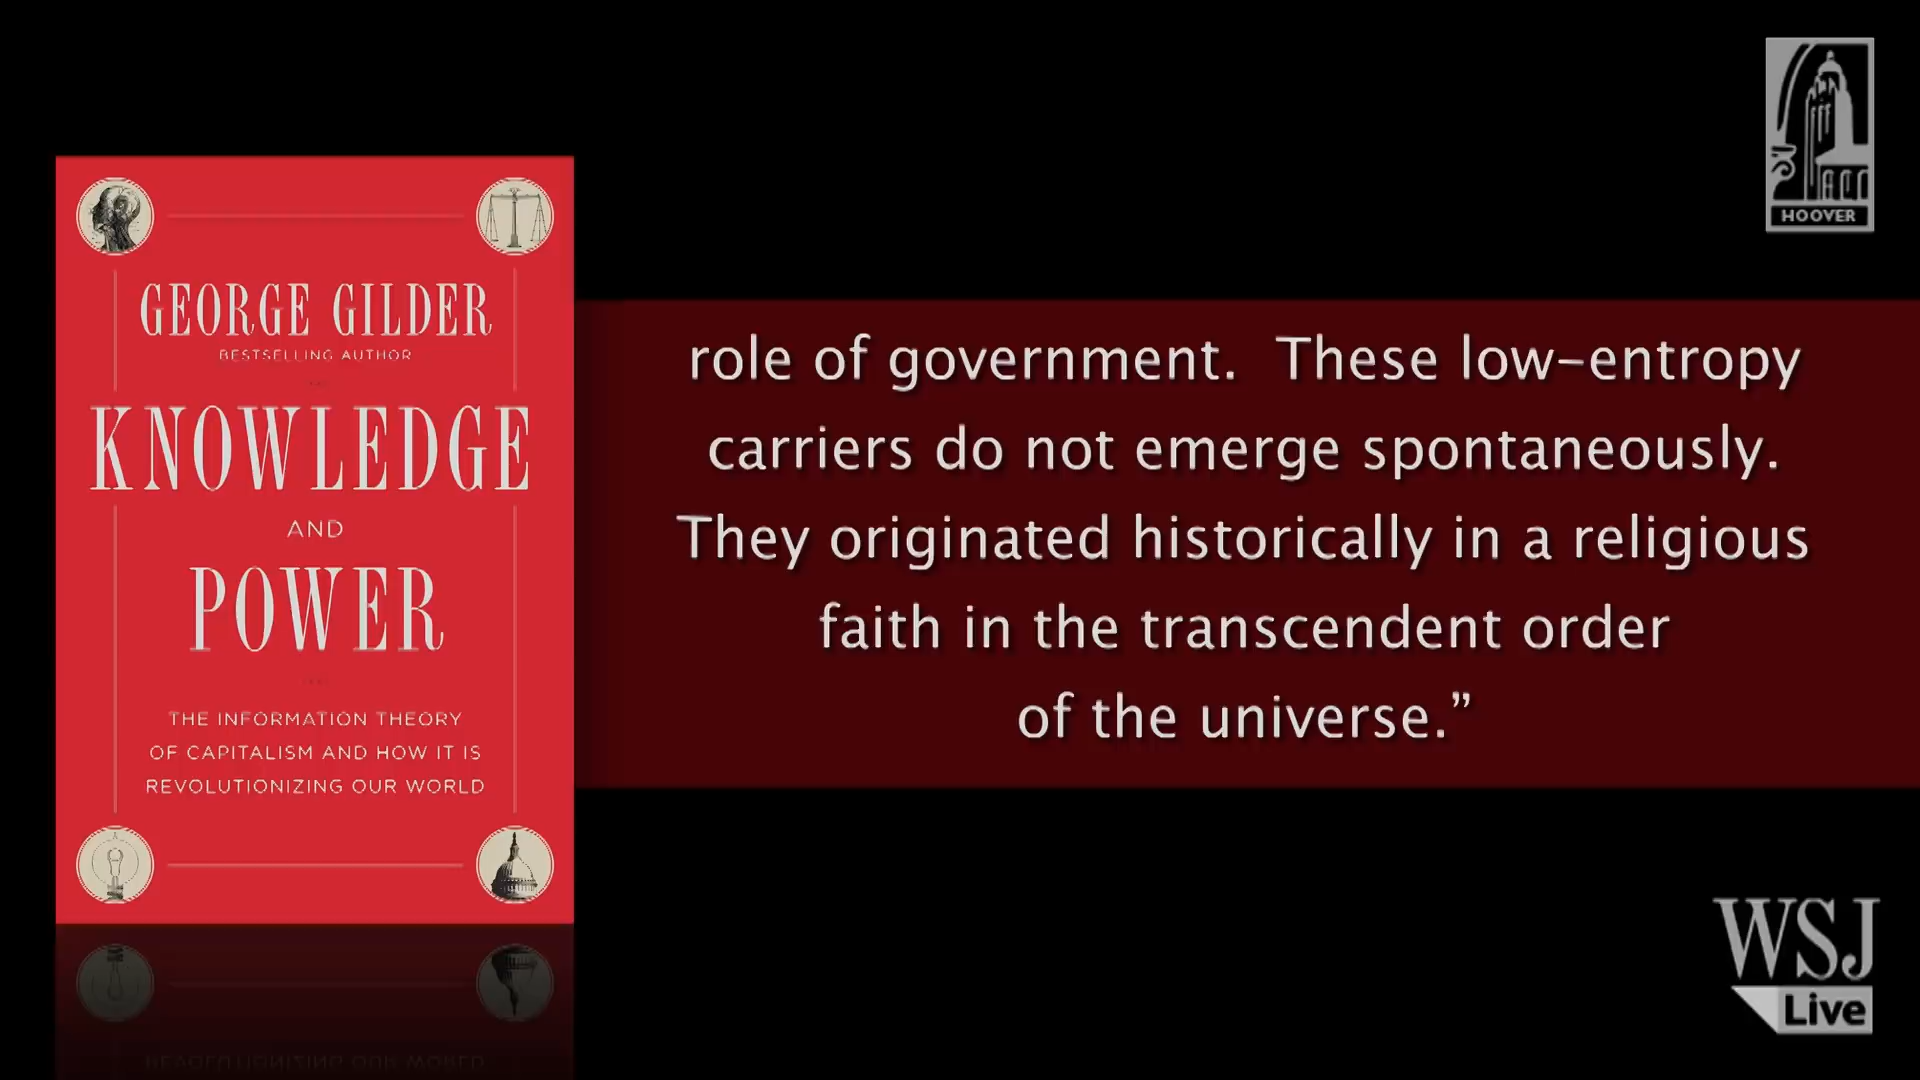 HOOVER
GEORGE GILDER
BESTSELLING AUTHOR
KNOWLEDGE
AND
POWER
THE INFORMATION THEORY
OF CAPITALISM AND HOW IT IS
REVOLUTIONIZING OUR WORLD
role of government. These low-entropy
carriers do not emerge spontaneously.
They originated historically in a religious
faith in the transcendent order
of the universe.”
WSJ
Live